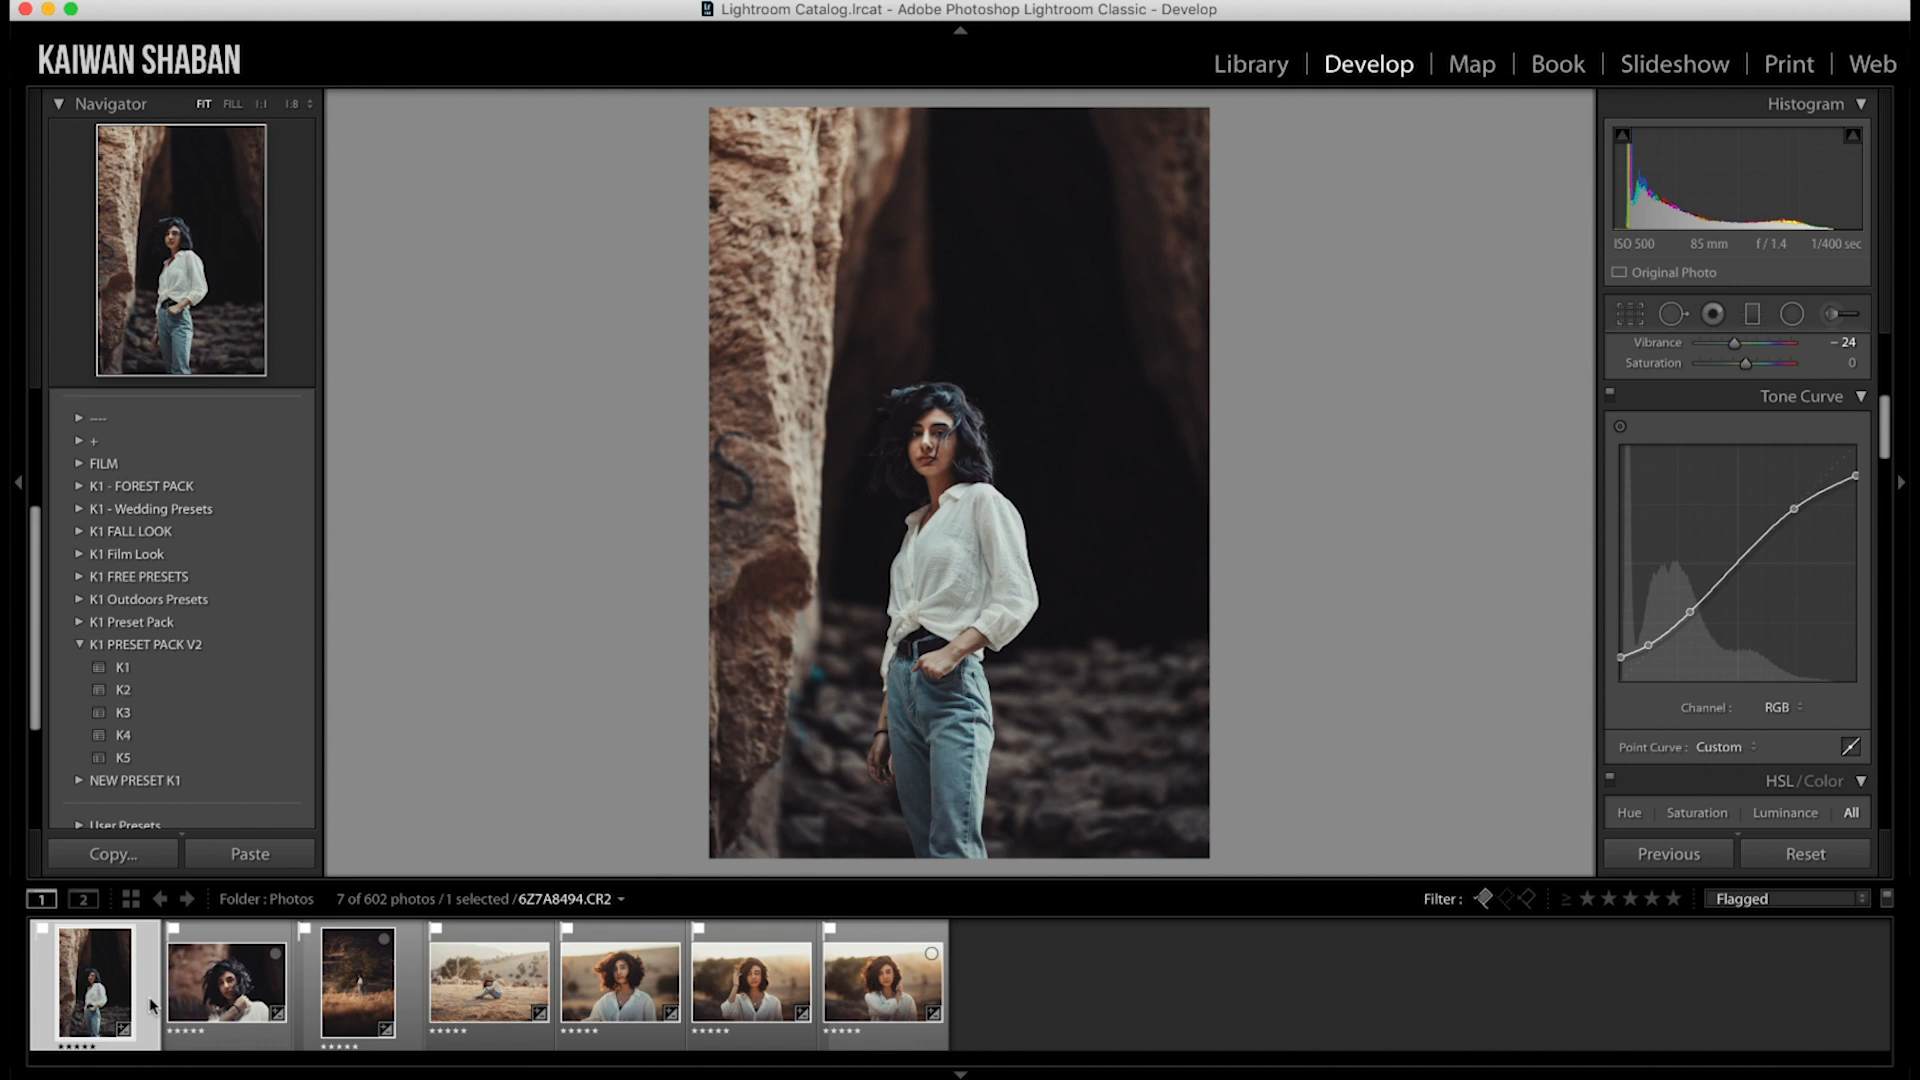 Lightroom Catalog.lrcat - Adobe Photoshop Lightroom Classic - Develop
KAIWAN SHABAN
Library | Develop | Map | Book | Slideshow | Print | Web
Navigator FIT FILL 1:1 1:8
Histogram
ISO 500 85 mm f / 1.4 1/400 sec
Original Photo
Vibrance - 24
Saturation 0
Tone Curve
Channel : RGB
Point Curve : Custom
HSL / Color
Hue | Saturation | Luminance | All
Previous Reset
----
+
FILM
K1 - FOREST PACK
K1 - Wedding Presets
K1 FALL LOOK
K1 Film Look
K1 FREE PRESETS
K1 Outdoors Presets
K1 Preset Pack
K1 PRESET PACK V2
K1
K2
K3
K4
K5
NEW PRESET K1
User Presets
Copy... Paste
1 2 Folder : Photos 7 of 602 photos / 1 selected / 6Z7A8494.CR2 Filter : ≥ ★★★★★ Flagged